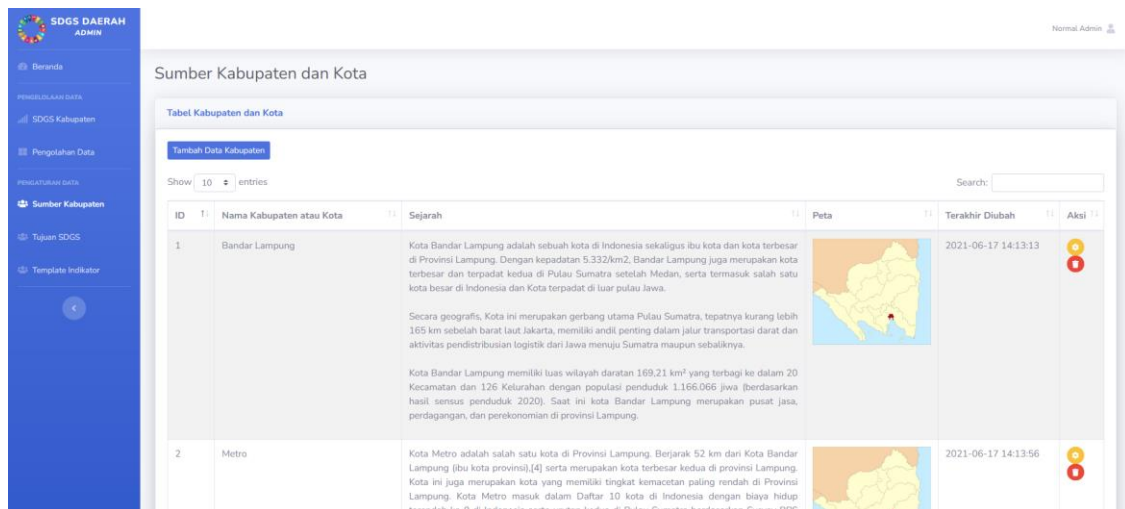 SDGS DAERAH
ADMIN
Normal Admin
Beranda
Sumber Kabupaten dan Kota
PENGELOLAAN DATA
SDGS Kabupaten
Pengolahan Data
PENGATURAN DATA
Sumber Kabupaten
Tujuan SDGS
Template Indikator
Tabel Kabupaten dan Kota
Tambah Data Kabupaten
Show 10 entries
Search:
ID Nama Kabupaten atau Kota Sejarah Peta Terakhir Diubah Aksi
1 Bandar Lampung
Kota Bandar Lampung adalah sebuah kota di Indonesia sekaligus ibu kota dan kota terbesar
di Provinsi Lampung. Dengan kepadatan 5.332/km2, Bandar Lampung juga merupakan kota
terbesar dan terpadat kedua di Pulau Sumatra setelah Medan, serta termasuk salah satu
kota besar di Indonesia dan Kota terpadat di luar pulau Jawa.
Secara geografis, Kota ini merupakan gerbang utama Pulau Sumatra, tepatnya kurang lebih
165 km sebelah barat laut Jakarta, memiliki andil penting dalam jalur transportasi darat dan
aktivitas pendistribusian logistik dari Jawa menuju Sumatra maupun sebaliknya.
Kota Bandar Lampung memiliki luas wilayah daratan 169,21 km² yang terbagi ke dalam 20
Kecamatan dan 126 Kelurahan dengan populasi penduduk 1.166.066 jiwa (berdasarkan
hasil sensus penduduk 2020). Saat ini kota Bandar Lampung merupakan pusat jasa,
perdagangan, dan perekonomian di provinsi Lampung.
2021-06-17 14:13:13
2 Metro
Kota Metro adalah salah satu kota di Provinsi Lampung. Berjarak 52 km dari Kota Bandar
Lampung (ibu kota provinsi),[4] serta merupakan kota terbesar kedua di provinsi Lampung.
Kota ini juga merupakan kota yang memiliki tingkat kemacetan paling rendah di Provinsi
Lampung. Kota Metro masuk dalam Daftar 10 kota di Indonesia dengan biaya hidup
2021-06-17 14:13:56